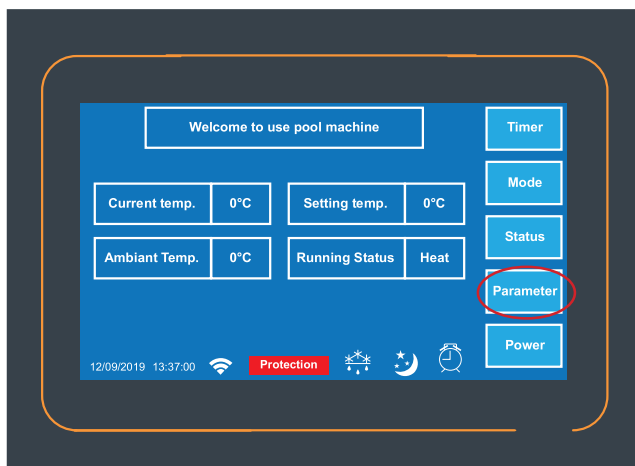 Welcome to use pool machine
Timer
Mode
Current temp. 0°C Setting temp. 0°C
Status
Ambiant Temp. 0°C Running Status Heat
Parameter
Power
12/09/2019 13:37:00 Protection